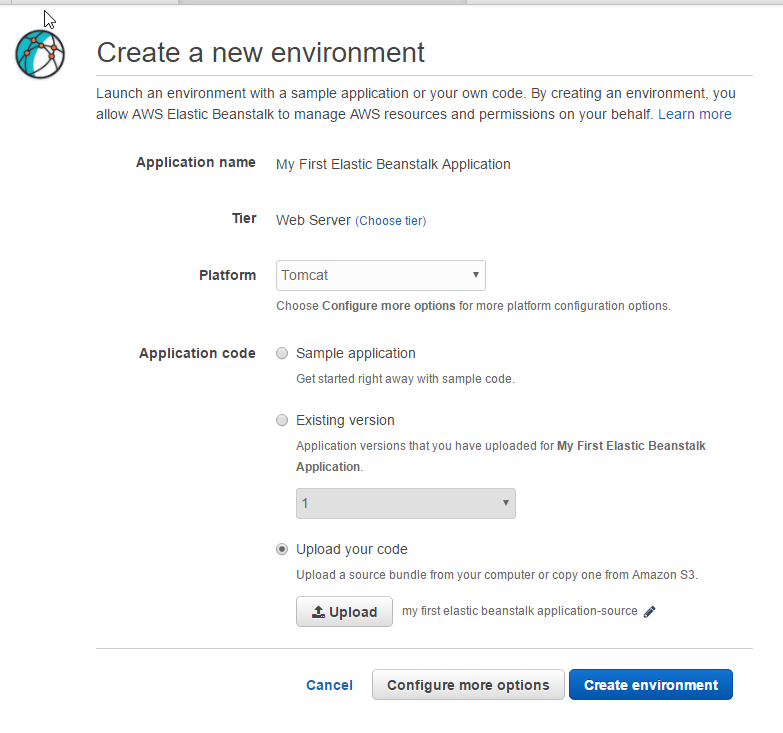 Create a new environment
Launch an environment with a sample application or your own code. By creating an environment, you
allow AWS Elastic Beanstalk to manage AWS resources and permissions on your behalf. Learn more
Application name My First Elastic Beanstalk Application
Tier Web Server (Choose tier)
Platform Tomcat
Choose Configure more options for more platform configuration options.
Application code Sample application
Get started right away with sample code.
Existing version
Application versions that you have uploaded for My First Elastic Beanstalk
Application.
1
Upload your code
Upload a source bundle from your computer or copy one from Amazon S3.
Upload my first elastic beanstalk application-source
Cancel Configure more options Create environment